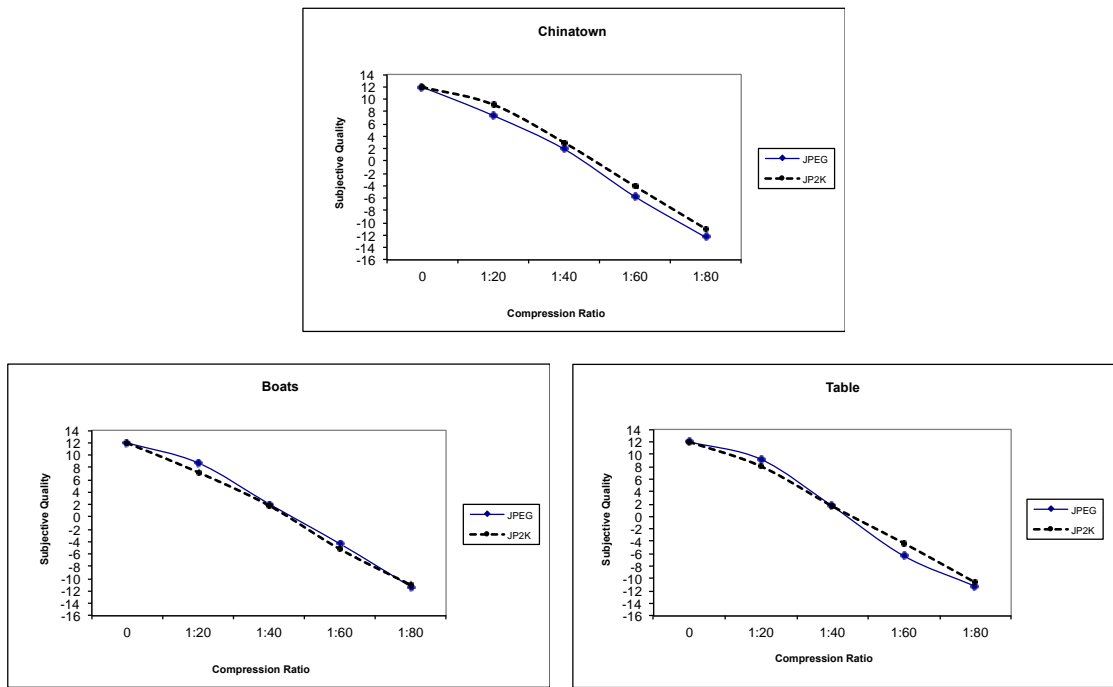 Chinatown
14
12
10
8
6
4
2
0
-2
-4
-6
-8
-10
-12
-14
-16
Subjective Quality
0 1:20 1:40 1:60 1:80
Compression Ratio
JPEG
JP2K
Boats
14
12
10
8
6
4
2
0
-2
-4
-6
-8
-10
-12
-14
-16
Subjective Quality
0 1:20 1:40 1:60 1:80
Compression Ratio
JPEG
JP2K
Table
14
12
10
8
6
4
2
0
-2
-4
-6
-8
-10
-12
-14
-16
Subjective Quality
0 1:20 1:40 1:60 1:80
Compression Ratio
JPEG
JP2K